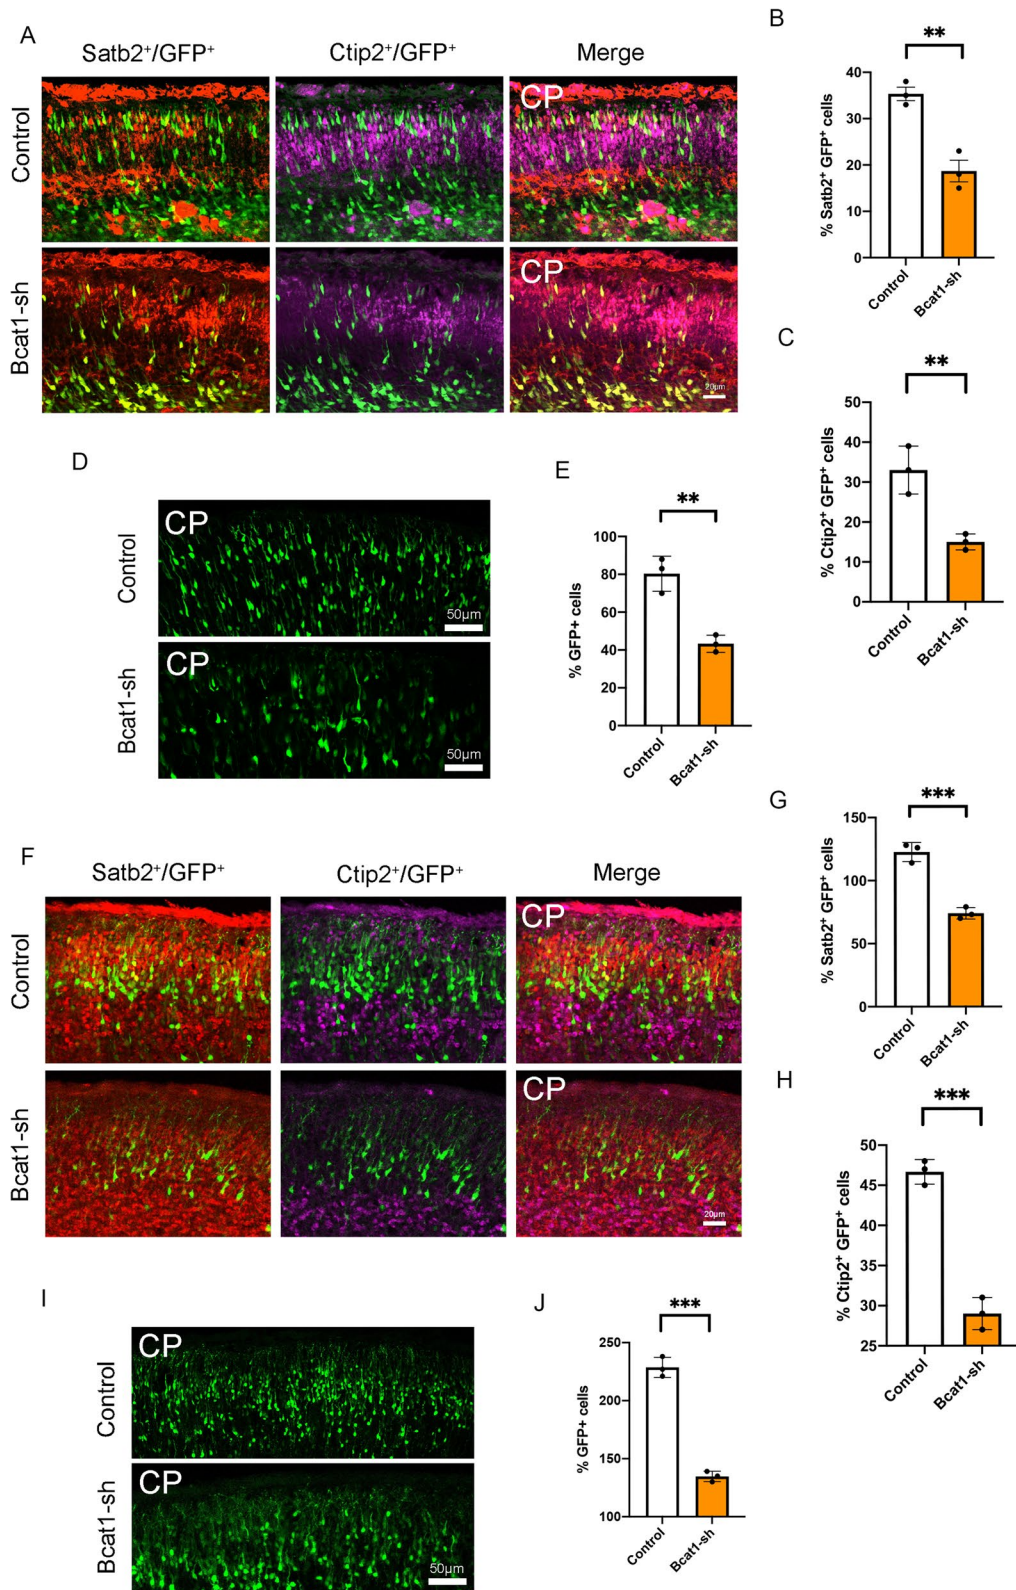 A
Satb2⁺/GFP⁺
Ctip2⁺/GFP⁺
Merge
Control
CP
Bcat1-sh
CP
20μm
B
**
% Satb2⁺ GFP⁺ cells
40
30
20
10
0
Control
Bcat1-sh
C
**
% Ctip2⁺ GFP⁺ cells
50
40
30
20
10
0
Control
Bcat1-sh
D
Control
CP
50μm
Bcat1-sh
CP
50μm
E
**
% GFP+ cells
100
80
60
40
20
0
Control
Bcat1-sh
F
Satb2⁺/GFP⁺
Ctip2⁺/GFP⁺
Merge
Control
CP
Bcat1-sh
CP
20μm
G
***
% Satb2⁺ GFP⁺ cells
150
100
50
0
Control
Bcat1-sh
H
***
% Ctip2⁺ GFP⁺ cells
50
45
40
35
30
25
Control
Bcat1-sh
I
Control
CP
Bcat1-sh
CP
50μm
J
***
% GFP+ cells
250
200
150
100
Control
Bcat1-sh